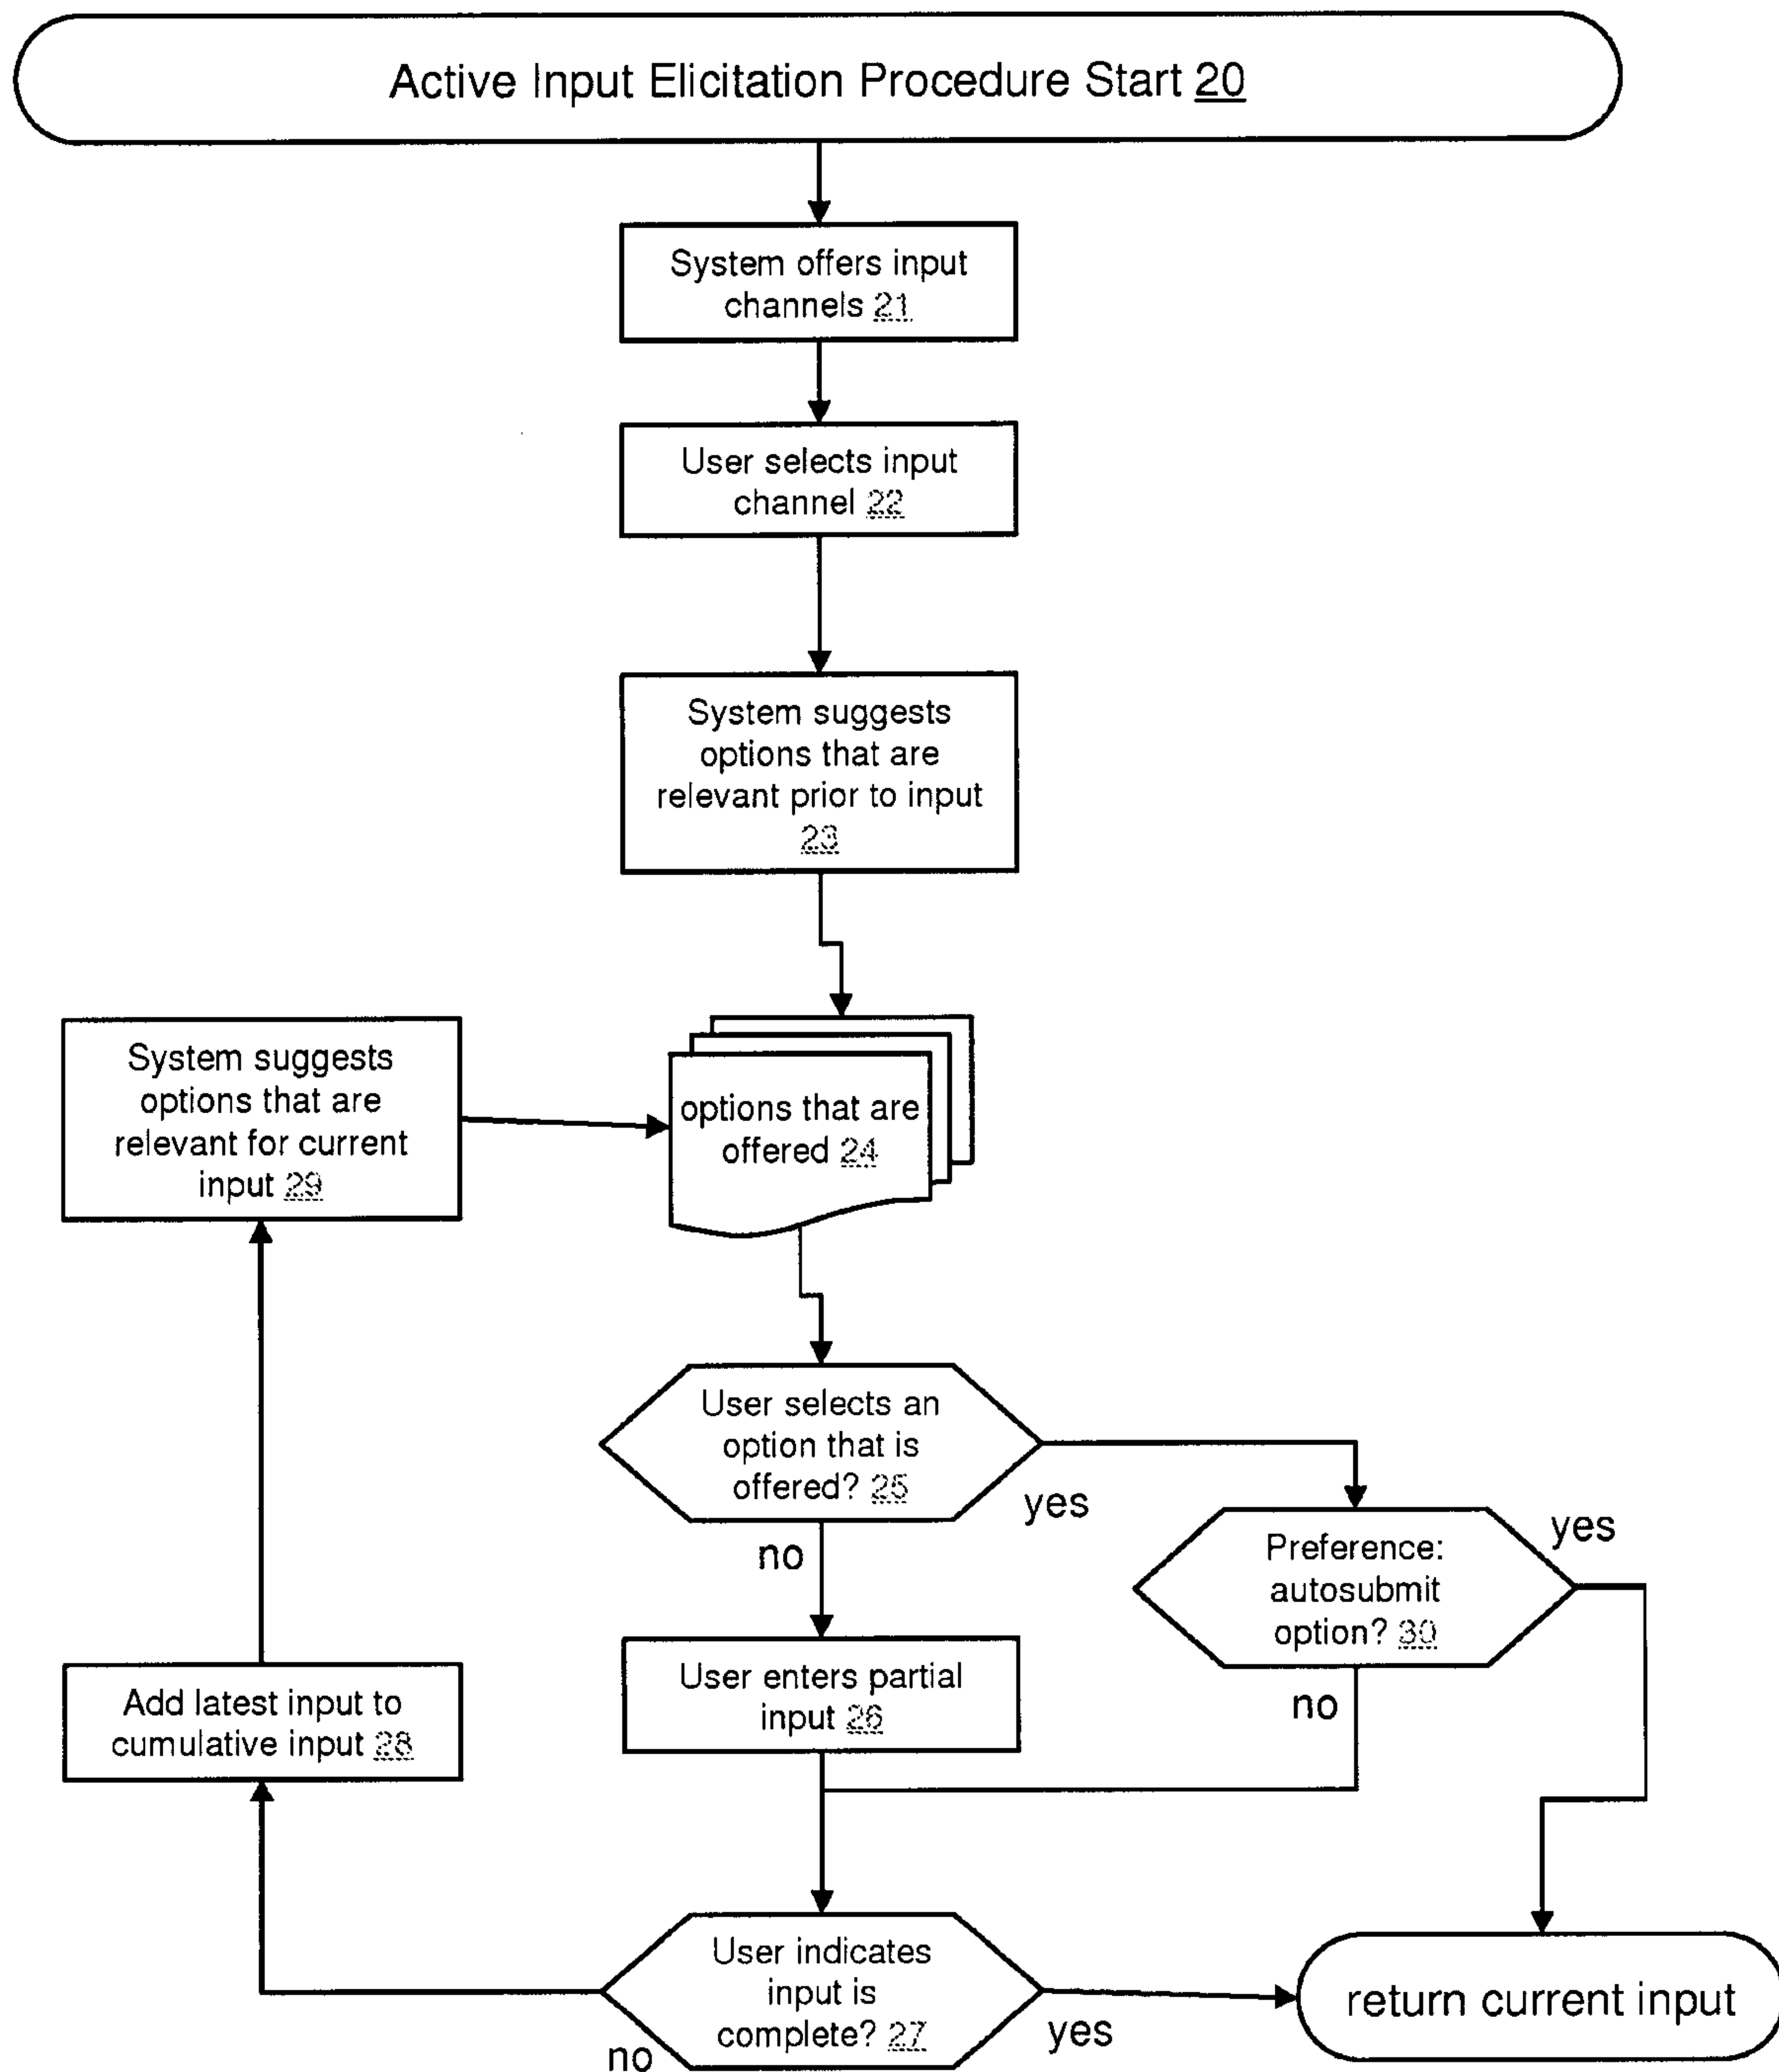 Active Input Elicitation Procedure Start 20
System offers input
channels 21
User selects input
channel 22
System suggests
options that are
relevant prior to input
23
System suggests
options that are
relevant for current
input 29
options that are
offered 24
User selects an
option that is
offered? 25
yes
no
Preference:
autosubmit
option? 30
yes
no
User enters partial
input 26
Add latest input to
cumulative input 28
User indicates
input is
complete? 27
no
yes
return current input